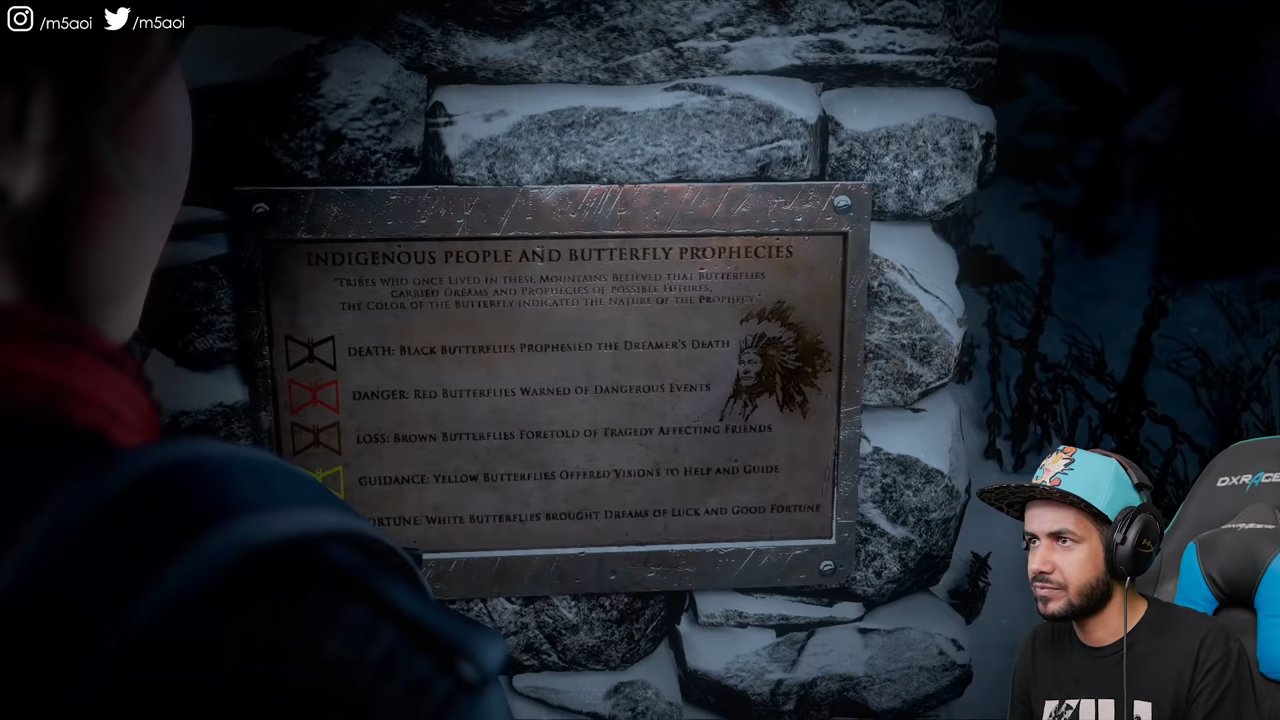 /m5aoi /m5aoi
INDIGENOUS PEOPLE AND BUTTERFLY PROPHECIES
"TRIBES WHO ONCE LIVED IN THESE MOUNTAINS BELIEVED THAT BUTTERFLIES
CARRIED DREAMS AND PROPHECIES OF POSSIBLE FUTURES,
THE COLOR OF THE BUTTERFLY INDICATED THE NATURE OF THE PROPHECY."
DEATH: BLACK BUTTERFLIES PROPHESIED THE DREAMER'S DEATH
DANGER: RED BUTTERFLIES WARNED OF DANGEROUS EVENTS
LOSS: BROWN BUTTERFLIES FORETOLD OF TRAGEDY AFFECTING FRIENDS
GUIDANCE: YELLOW BUTTERFLIES OFFERED VISIONS TO HELP AND GUIDE
ORTUNE: WHITE BUTTERFLIES BROUGHT DREAMS OF LUCK AND GOOD FORTUNE
DXRACE
KILL